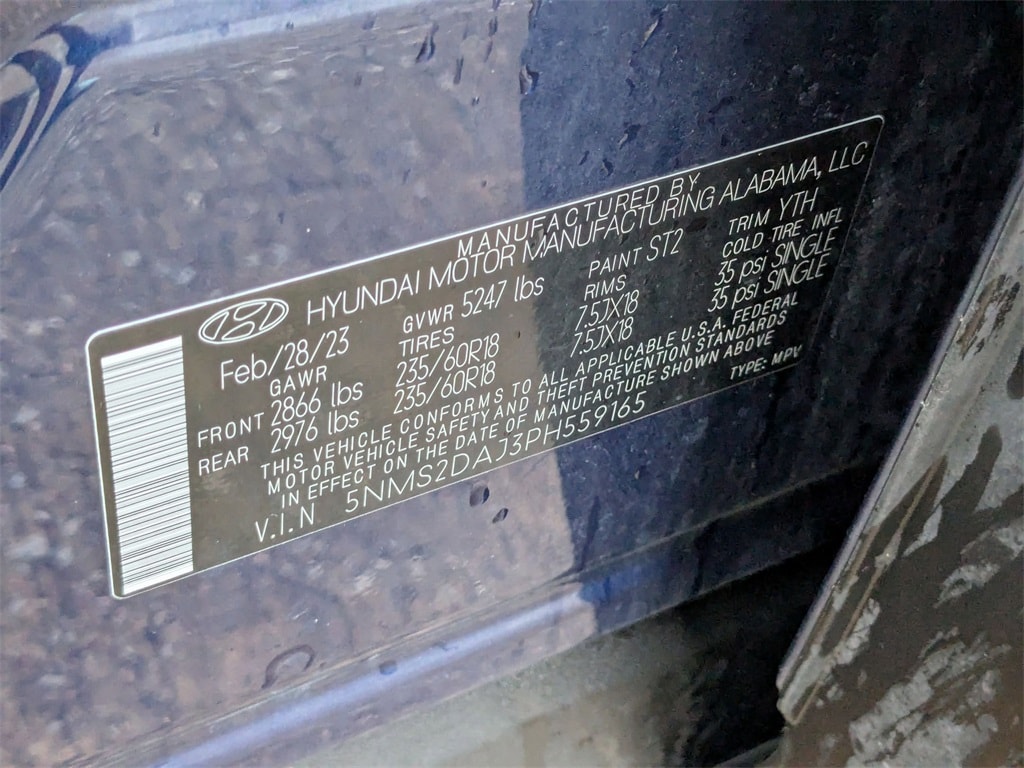 MANUFACTURED BY
HYUNDAI MOTOR MANUFACTURING ALABAMA, LLC
Feb/28/23 GVWR 5247 lbs PAINT ST2 TRIM YTH
GAWR TIRES RIMS COLD TIRE INFL
FRONT 2866 lbs 235/60R18 7.5JX18 35 psi SINGLE
REAR 2976 lbs 235/60R18 7.5JX18 35 psi SINGLE
THIS VEHICLE CONFORMS TO ALL APPLICABLE U.S.A. FEDERAL
MOTOR VEHICLE SAFETY AND THEFT PREVENTION STANDARDS
IN EFFECT ON THE DATE OF MANUFACTURE SHOWN ABOVE
V.I.N 5NMS2DAJ3PH559165 TYPE: MPV